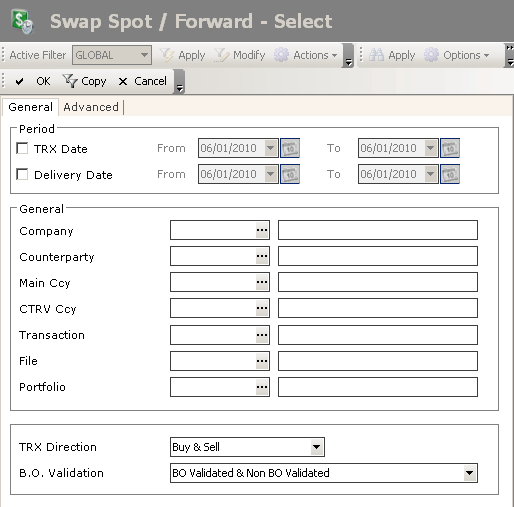 Swap Spot / Forward - Select
Active Filter GLOBAL Apply Modify Actions Apply Options
OK Copy Cancel
General Advanced
Period
TRX Date From 06/01/2010 To 06/01/2010
Delivery Date From 06/01/2010 To 06/01/2010
General
Company ...
Counterparty ...
Main Ccy ...
CTRV Ccy ...
Transaction ...
File ...
Portfolio ...
TRX Direction Buy & Sell
B.O. Validation BO Validated & Non BO Validated